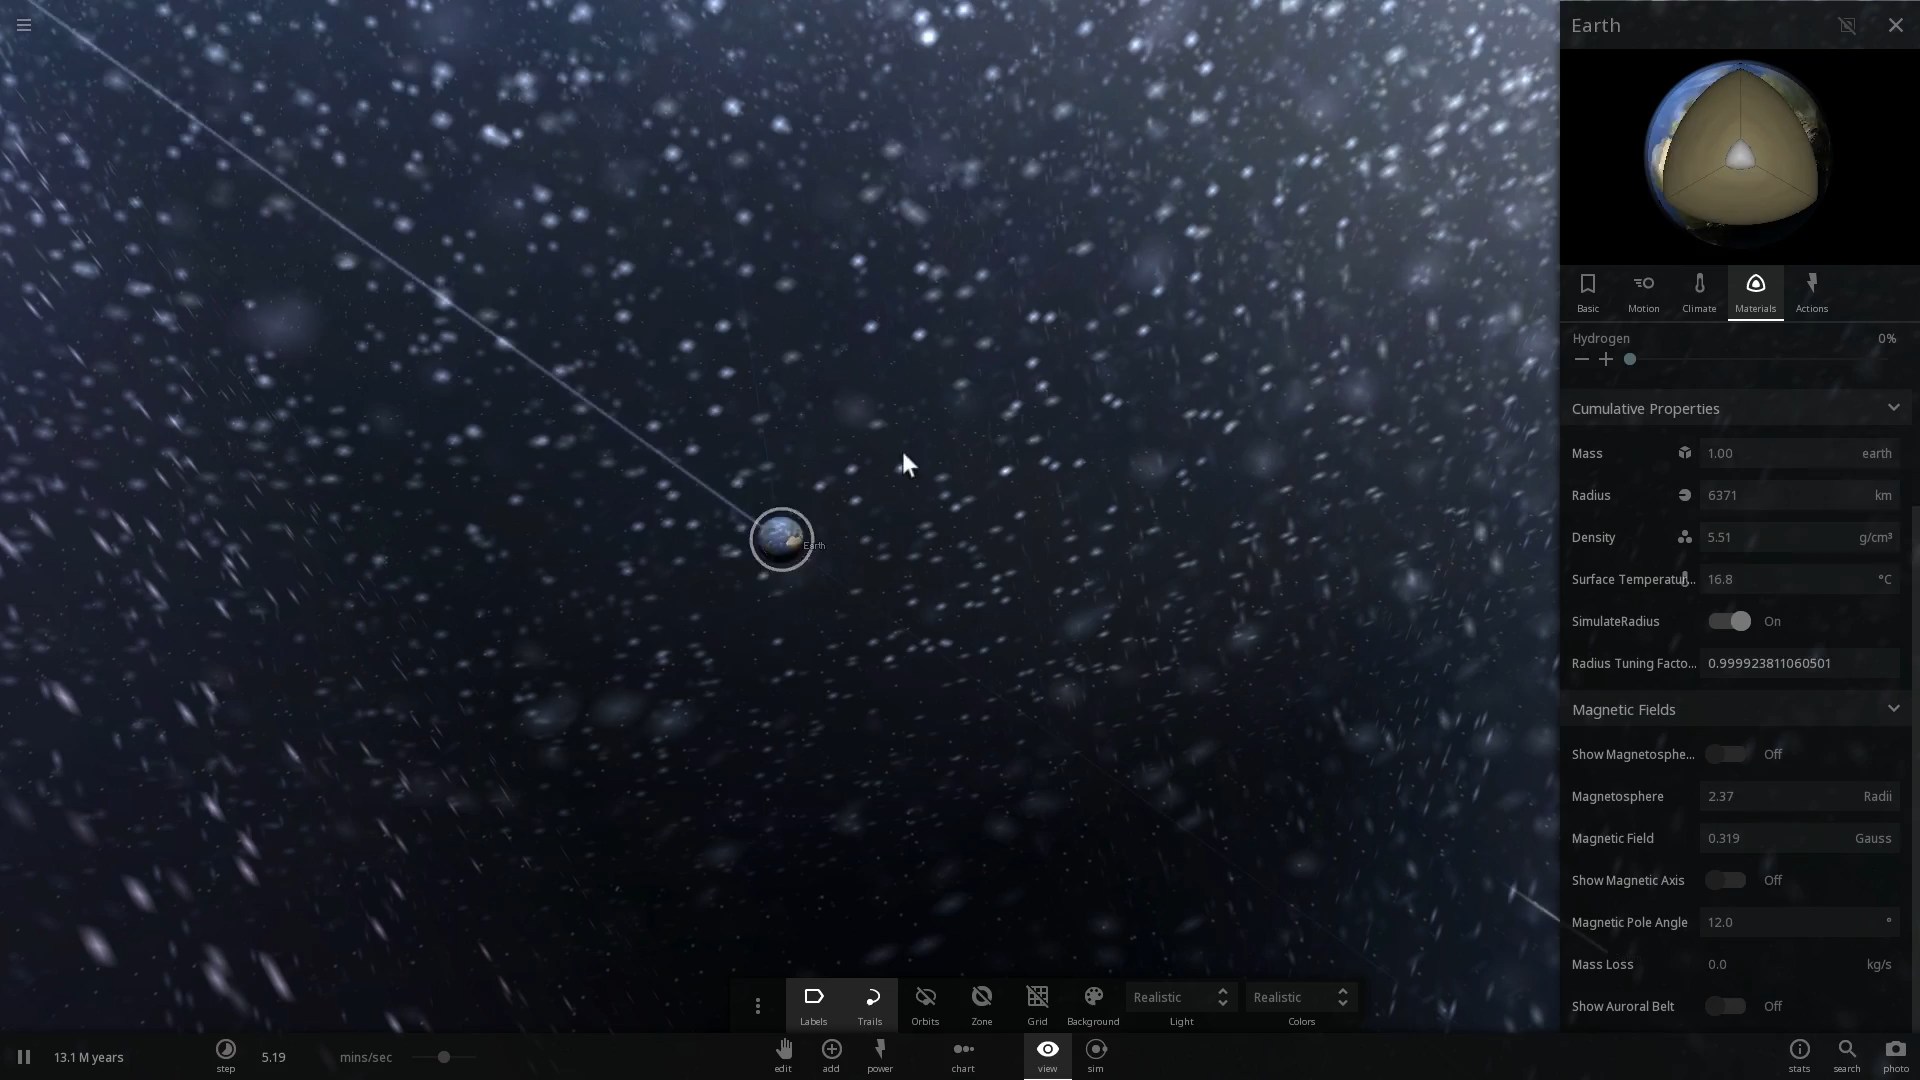 Earth
Basic
Motion
Climate
Materials
Actions
Hydrogen 0%
Cumulative Properties
Mass 1.00 earth
Radius 6371 km
Density 5.51 g/cm³
Surface Temperatur... 16.8 °C
SimulateRadius On
Radius Tuning Facto... 0.999923811060501
Magnetic Fields
Show Magnetosphe... Off
Magnetosphere 2.37 Radii
Magnetic Field 0.319 Gauss
Show Magnetic Axis Off
Magnetic Pole Angle 12.0 °
Mass Loss 0.0 kg/s
Show Auroral Belt Off
Earth
Labels
Trails
Orbits
Zone
Grid
Background
Realistic
Light
Realistic
Colors
13.1 M years
step
5.19 mins/sec
edit
add
power
chart
view
sim
stats
search
photo